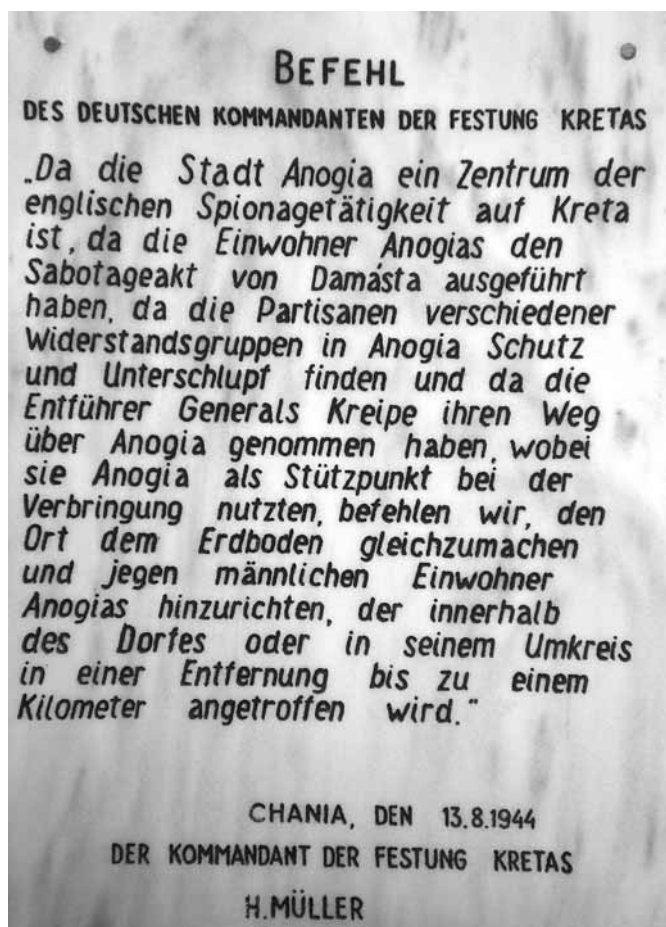 BEFEHL
DES DEUTSCHEN KOMMANDANTEN DER FESTUNG KRETAS
„Da die Stadt Anogia ein Zentrum der
englischen Spionagetätigkeit auf Kreta
ist, da die Einwohner Anogias den
Sabotageakt von Damásta ausgeführt
haben, da die Partisanen verschiedener
Widerstandsgruppen in Anogia Schutz
und Unterschlupf finden und da die
Entführer Generals Kreipe ihren Weg
über Anogia genommen haben, wobei
sie Anogia als Stützpunkt bei der
Verbringung nutzten, befehlen wir, den
Ort dem Erdboden gleichzumachen
und jegen männlichen Einwohner
Anogias hinzurichten, der innerhalb
des Dorfes oder in seinem Umkreis
in einer Entfernung bis zu einem
Kilometer angetroffen wird."
CHANIA, DEN 13.8.1944
DER KOMMANDANT DER FESTUNG KRETAS
H.MÜLLER